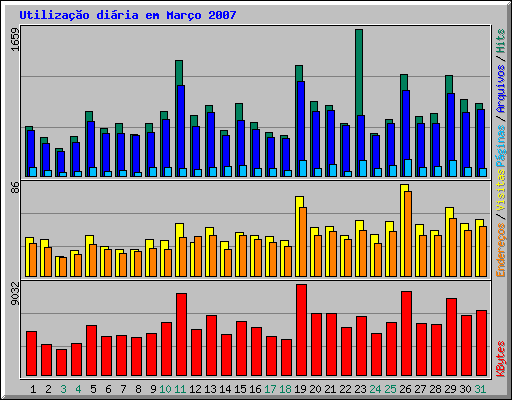 Utilização diária em Março 2007
1659
86
9032
Endereços / Visitas Páginas / Arquivos / Hits
KBytes
1 2 3 4 5 6 7 8 9 10 11 12 13 14 15 16 17 18 19 20 21 22 23 24 25 26 27 28 29 30 31